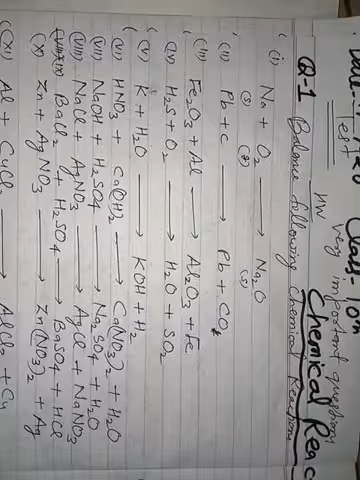 Test
Class - 10th
HW very important question
Chemical Reac
Q-1 Balance following Chemical Reaction
(i) Na + O2 ⟶ Na2O
(s) (g) (s)
(ii) Pb + C ⟶ Pb + CO2
(iii) Fe2O3 + Al ⟶ Al2O3 + Fe
(iv) H2S + O2 ⟶ H2O + SO2
(v) K + H2O ⟶ KOH + H2
(vi) HNO3 + Ca(OH)2 ⟶ Ca(NO3)2 + H2O
(vii) NaOH + H2SO4 ⟶ Na2SO4 + H2O
(viii) NaCl + AgNO3 ⟶ AgCl + NaNO3
BaCl2 + H2SO4 ⟶ BaSO4 + HCl
(x) Zn + AgNO3 ⟶ Zn(NO3)2 + Ag
(xi) Al + CuCl2 ⟶ AlCl3 + Cu